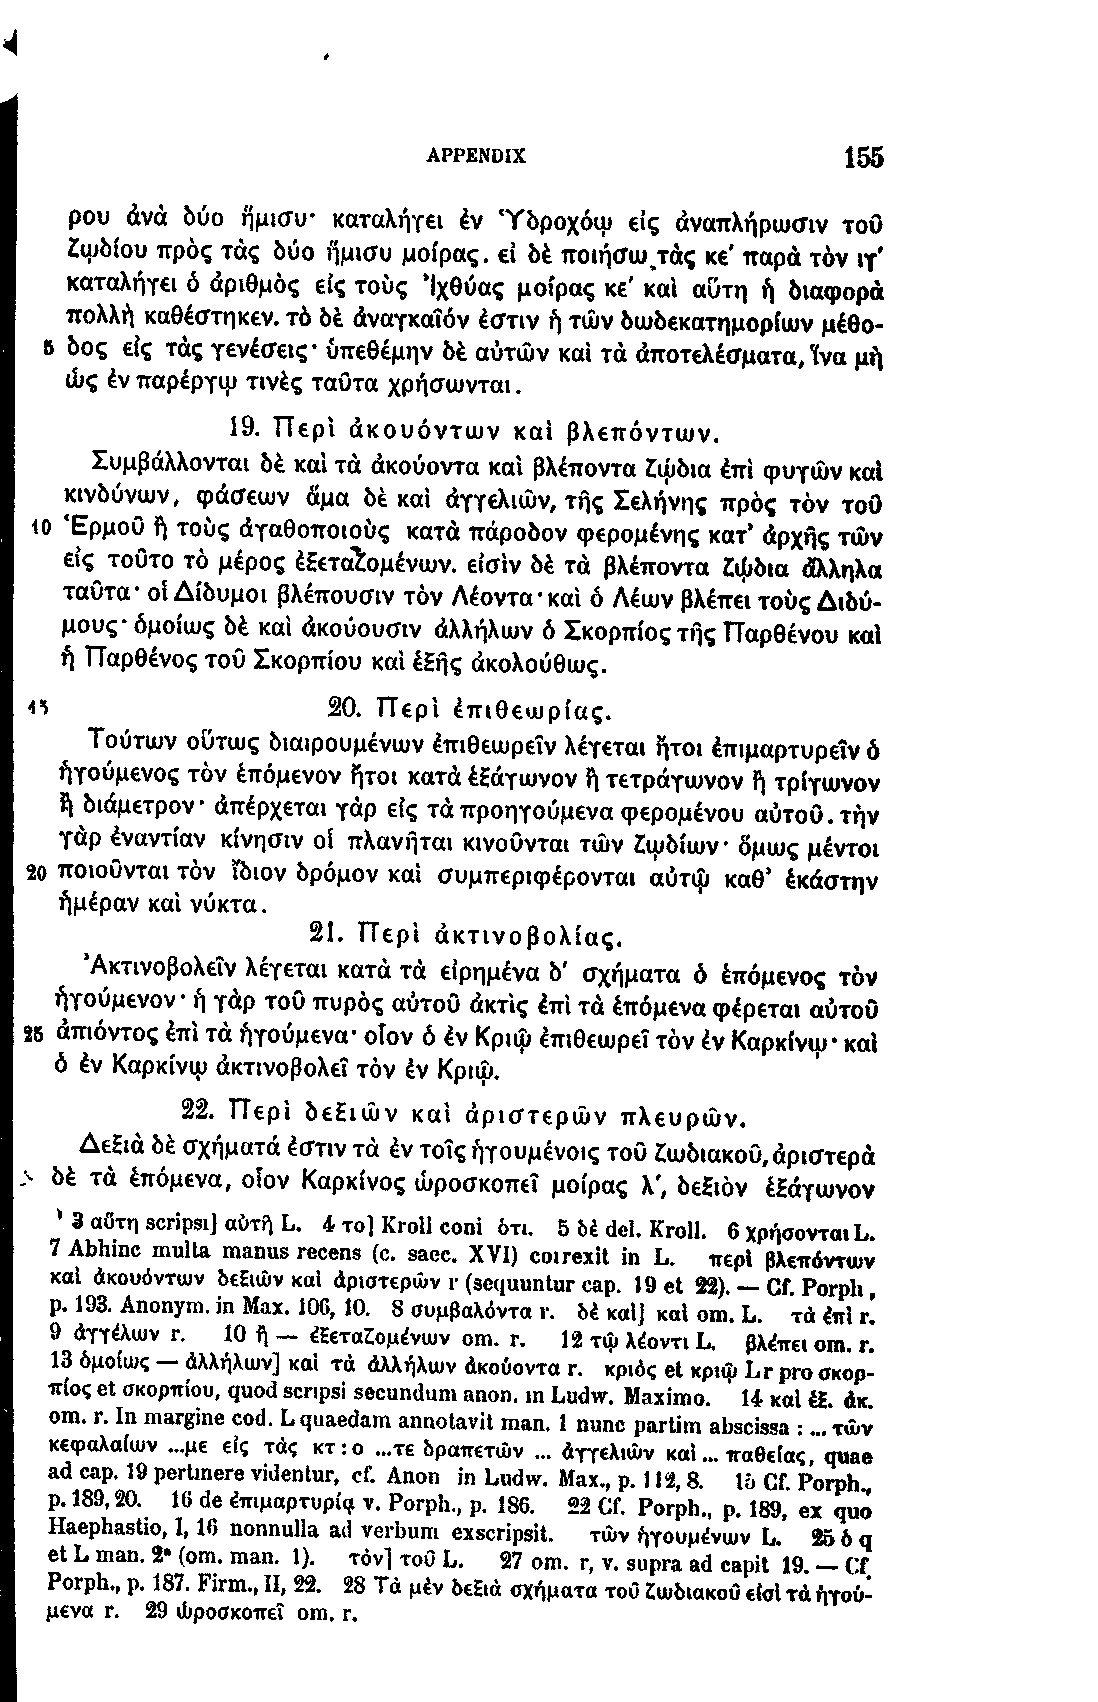 APPENDIX 155
ρου ἀνὰ δύο ἥμισυ· καταλήγει ἐν Ὑδροχόῳ εἰς ἀναπλήρωσιν τοῦ
ζῳδίου πρὸς τὰς δύο ἥμισυ μοίρας. εἰ δὲ ποιήσω τὰς κε′ παρὰ τὸν ιγ′
καταλήγει ὁ ἀριθμὸς εἰς τοὺς Ἰχθύας μοίρας κε′ καὶ αὕτη ἡ διαφορὰ
πολλὴ καθέστηκεν. τὸ δὲ ἀναγκαῖόν ἐστιν ἡ τῶν δωδεκατημορίων μέθο-
5 δος εἰς τὰς γενέσεις· ὑπεθέμην δὲ αὐτῶν καὶ τὰ ἀποτελέσματα, ἵνα μὴ
ὡς ἐν παρέργῳ τινὲς ταῦτα χρήσωνται.
19. Περὶ ἀκουόντων καὶ βλεπόντων.
Συμβάλλονται δὲ καὶ τὰ ἀκούοντα καὶ βλέποντα ζῴδια ἐπὶ φυγῶν καὶ
κινδύνων, φάσεων ἅμα δὲ καὶ ἀγγελιῶν, τῆς Σελήνης πρὸς τὸν τοῦ
10 Ἑρμοῦ ἢ τοὺς ἀγαθοποιοὺς κατὰ πάροδον φερομένης κατ᾽ ἀρχῆς τῶν
εἰς τοῦτο τὸ μέρος ἐξεταζομένων. εἰσὶν δὲ τὰ βλέποντα ζῴδια ἄλληλα
ταῦτα· οἱ Δίδυμοι βλέπουσιν τὸν Λέοντα· καὶ ὁ Λέων βλέπει τοὺς Διδύ-
μους· ὁμοίως δὲ καὶ ἀκούουσιν ἀλλήλων ὁ Σκορπίος τῆς Παρθένου καὶ
ἡ Παρθένος τοῦ Σκορπίου καὶ ἑξῆς ἀκολούθως.
15 20. Περὶ ἐπιθεωρίας.
Τούτων οὕτως διαιρουμένων ἐπιθεωρεῖν λέγεται ἤτοι ἐπιμαρτυρεῖν ὁ
ἡγούμενος τὸν ἑπόμενον ἤτοι κατὰ ἑξάγωνον ἢ τετράγωνον ἢ τρίγωνον
ἢ διάμετρον· ἀπέρχεται γὰρ εἰς τὰ προηγούμενα φερομένου αὐτοῦ. τὴν
γὰρ ἐναντίαν κίνησιν οἱ πλανῆται κινοῦνται τῶν ζῳδίων· ὅμως μέντοι
20 ποιοῦνται τὸν ἴδιον δρόμον καὶ συμπεριφέρονται αὐτῷ καθ᾽ ἑκάστην
ἡμέραν καὶ νύκτα.
21. Περὶ ἀκτινοβολίας.
Ἀκτινοβολεῖν λέγεται κατὰ τὰ εἰρημένα δ′ σχήματα ὁ ἑπόμενος τὸν
ἡγούμενον· ἡ γὰρ τοῦ πυρὸς αὐτοῦ ἀκτὶς ἐπὶ τὰ ἑπόμενα φέρεται αὐτοῦ
25 ἀπιόντος ἐπὶ τὰ ἡγούμενα· οἷον ὁ ἐν Κριῷ ἐπιθεωρεῖ τὸν ἐν Καρκίνῳ· καὶ
ὁ ἐν Καρκίνῳ ἀκτινοβολεῖ τὸν ἐν Κριῷ.
22. Περὶ δεξιῶν καὶ ἀριστερῶν πλευρῶν.
Δεξιὰ δὲ σχήματά ἐστιν τὰ ἐν τοῖς ἡγουμένοις τοῦ ζωδιακοῦ, ἀριστερὰ
δὲ τὰ ἑπόμενα, οἷον Καρκίνος ὡροσκοπεῖ μοίρας λ′, δεξιὸν ἑξάγωνον
3 αὕτη scripsi] αὐτὴ L. 4 το] Kroll coni ὁτι. 5 δὲ del. Kroll. 6 χρήσονται L.
7 Abhinc multa manus recens (c. saec. XVI) correxit in L. περὶ βλεπόντων
καὶ ἀκουόντων δεξιῶν καὶ ἀριστερῶν r (sequuntur cap. 19 et 22). — Cf. Porph,
p. 193. Anonym. in Max. 106, 10. 8 συμβαλόντα r. δὲ καὶ] καὶ om. L. τὰ ἐπὶ r.
9 ἀγγέλων r. 10 ἢ — ἐξεταζομένων om. r. 12 τῷ λέοντι L. βλέπει om. r.
13 ὁμοίως — ἀλλήλων] καὶ τὰ ἀλλήλων ἀκούοντα r. κριός et κριῷ L r pro σκορ-
πίος et σκορπίου, quod scripsi secundum anon. in Ludw. Maximo. 14 καὶ ἑξ. ἀκ.
om. r. In margine cod. L quaedam annotavit man. 1 nunc partim abscissa : ... τῶν
κεφαλαίων ...με εἰς τὰς κτ : ο ...τε δραπετῶν ... ἀγγελιῶν καὶ ... παθείας, quae
ad cap. 19 pertinere videntur, cf. Anon in Ludw. Max., p. 112, 8. 15 Cf. Porph.,
p. 189, 20. 16 de ἐπιμαρτυρίᾳ v. Porph., p. 186. 22 Cf. Porph., p. 189, ex quo
Haephastio, I, 16 nonnulla ad verbum exscripsit. τῶν ἡγουμένων L. 25 ὁ q
et L man. 2ª (om. man. 1). τὸν] τοῦ L. 27 om. r, v. supra ad capit 19. — Cf.
Porph., p. 187. Firm., II, 22. 28 Τὰ μὲν δεξιὰ σχήματα τοῦ ζωδιακοῦ εἰσὶ τὰ ἡγού-
μενα r. 29 ὡροσκοπεῖ om. r.